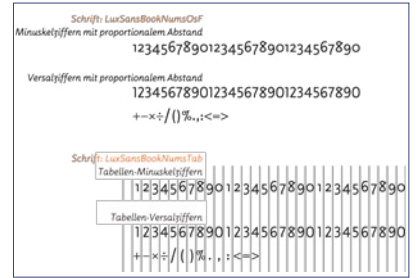 Schrift: LuxSansBookNumsOsF
Minuskelziffern mit proportionalem Abstand
123456789012345678901234567890
Versalziffern mit proportionalem Abstand
123456789012345678901234567890
+−×÷/()%.,:<=>
Schrift: LuxSansBookNumsTab
Tabellen-Minuskelziffern
123456789012345678901234567890
Tabellen-Versalziffern
123456789012345678901234567890
+−×÷/()%.,:<=>